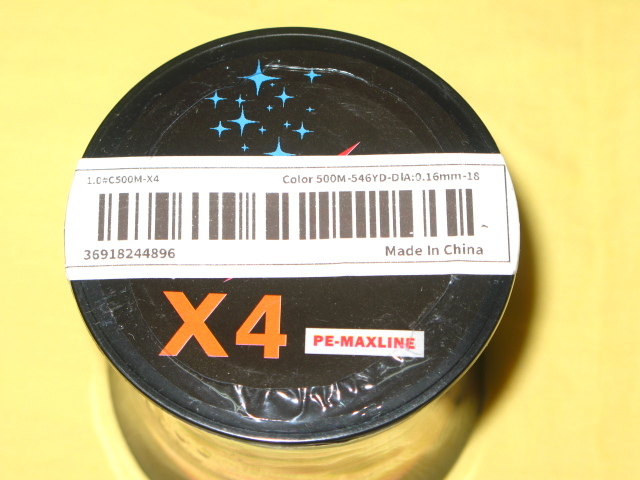 1.0#C500M-X4 Color 500M-546YD-DIA:0.16mm-18
36918244896 Made In China
X4 PE-MAXLINE